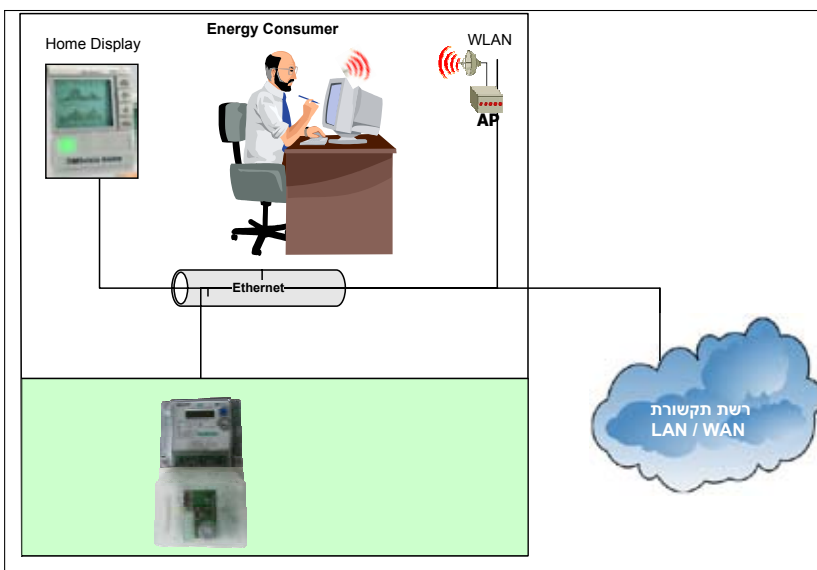 Energy Consumer
Home Display
WLAN
AP
Ethernet
רשת תקשורת
LAN / WAN